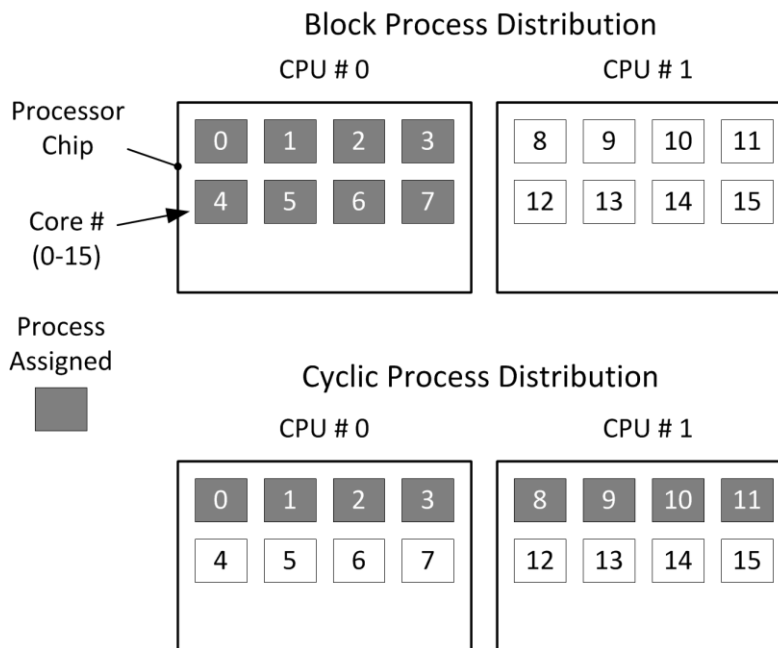 Block Process Distribution
CPU # 0 CPU # 1
Processor
Chip
0 1 2 3 8 9 10 11
4 5 6 7 12 13 14 15
Core #
(0-15)
Process
Assigned
Cyclic Process Distribution
CPU # 0 CPU # 1
0 1 2 3 8 9 10 11
4 5 6 7 12 13 14 15